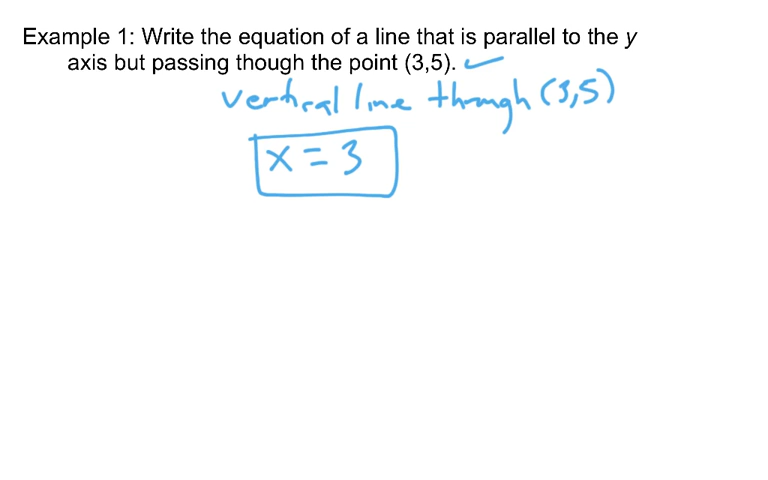 Example 1: Write the equation of a line that is parallel to the y
axis but passing though the point (3,5).
vertical line through (3,5)
x = 3